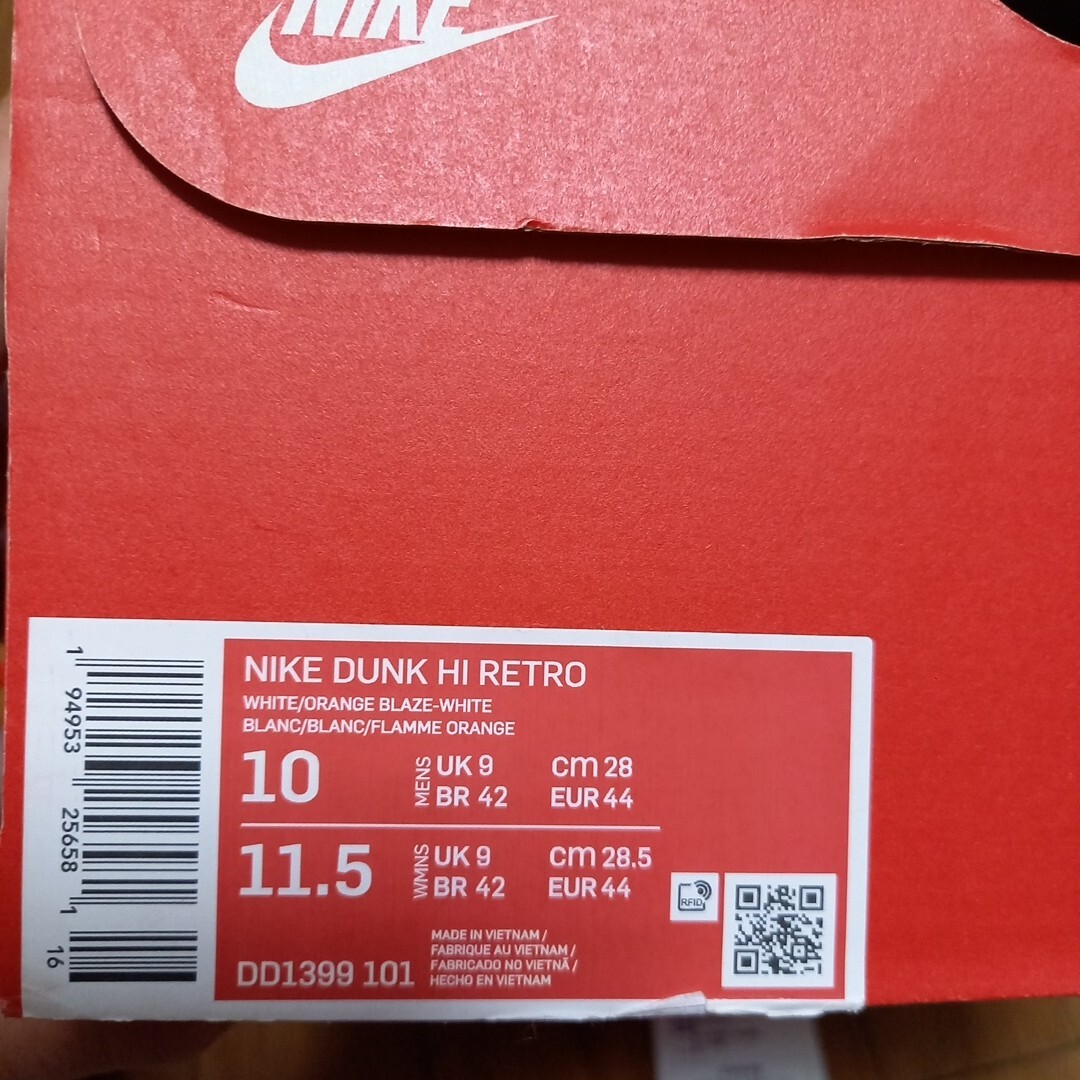 NIKE
NIKE DUNK HI RETRO
WHITE/ORANGE BLAZE-WHITE
BLANC/BLANC/FLAMME ORANGE
10 MENS UK 9 CM 28
BR 42 EUR 44
11.5 WMNS UK 9 CM 28.5
BR 42 EUR 44
RFID
MADE IN VIETNAM /
FABRIQUE AU VIETNAM /
FABRICADO NO VIETNÃ /
HECHO EN VIETNAM
DD1399 101
1 94953 25658 1 16